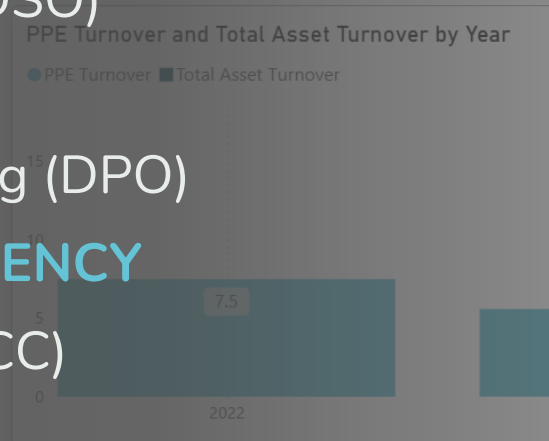 DSO)
PPE Turnover and Total Asset Turnover by Year
PPE Turnover Total Asset Turnover
15
g (DPO)
10
ENCY
7.5
5
CC)
0
2022